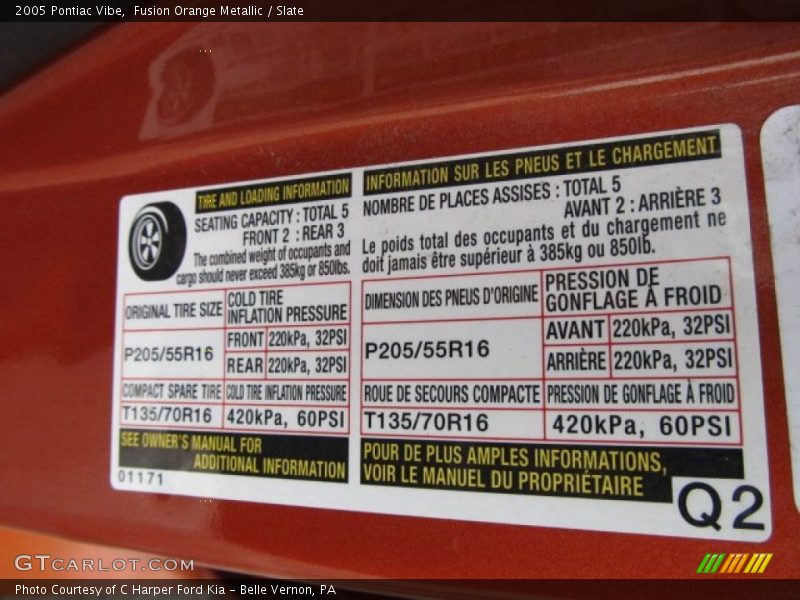 2005 Pontiac Vibe,  Fusion Orange Metallic / Slate
TIRE AND LOADING INFORMATION
SEATING CAPACITY : TOTAL 5
FRONT 2 : REAR 3
The combined weight of occupants and
cargo should never exceed 385kg or 850lbs.
ORIGINAL TIRE SIZE
COLD TIRE
INFLATION PRESSURE
P205/55R16
FRONT 220kPa, 32PSI
REAR 220kPa, 32PSI
COMPACT SPARE TIRE COLD TIRE INFLATION PRESSURE
T135/70R16 420kPa, 60PSI
SEE OWNER'S MANUAL FOR
ADDITIONAL INFORMATION
01171
INFORMATION SUR LES PNEUS ET LE CHARGEMENT
NOMBRE DE PLACES ASSISES : TOTAL 5
AVANT 2 : ARRIÈRE 3
Le poids total des occupants et du chargement ne
doit jamais être supérieur à 385kg ou 850lb.
DIMENSION DES PNEUS D'ORIGINE
PRESSION DE
GONFLAGE À FROID
P205/55R16
AVANT 220kPa, 32PSI
ARRIÈRE 220kPa, 32PSI
ROUE DE SECOURS COMPACTE PRESSION DE GONFLAGE À FROID
T135/70R16 420kPa, 60PSI
POUR DE PLUS AMPLES INFORMATIONS,
VOIR LE MANUEL DU PROPRIÉTAIRE
Q2
GTCARLOT.COM
Photo Courtesy of C Harper Ford Kia - Belle Vernon, PA